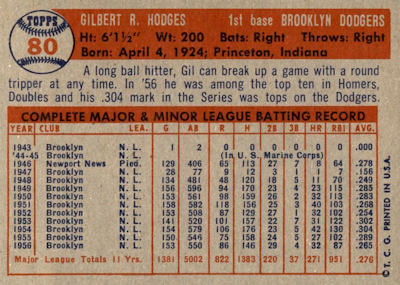 TOPPS
80
GILBERT R. HODGES 1st base BROOKLYN DODGERS
Ht: 6'1½" Wt: 200 Bats: Right Throws: Right
Born: April 4, 1924; Princeton, Indiana
A long ball hitter, Gil can break up a game with a round
tripper at any time. In '56 he was among the top ten in Homers,
Doubles and his .304 mark in the Series was tops on the Dodgers.
COMPLETE MAJOR & MINOR LEAGUE BATTING RECORD
YEAR CLUB LEA. G AB R H 2B 3B HR RBI AVG.
1943 Brooklyn N. L. 1 2 0 0 0 0 0 0 .000
'44-45 Brooklyn N. L. (In U. S. Marine Corps)
1946 Newport News Pied. 129 406 65 113 7 8 64 .278
1947 Brooklyn N. L. 28 77 9 12 3 1 1 7 .156
1948 Brooklyn N. L. 134 481 48 120 18 5 11 70 .249
1949 Brooklyn N. L. 156 596 94 170 23 4 23 115 .285
1950 Brooklyn N. L. 153 561 98 159 26 2 32 113 .283
1951 Brooklyn N. L. 158 582 118 156 25 3 40 103 .268
1952 Brooklyn N. L. 153 508 87 129 27 1 32 102 .254
1953 Brooklyn N. L. 141 520 101 157 22 7 31 122 .302
1954 Brooklyn N. L. 154 579 106 176 23 5 42 130 .304
1955 Brooklyn N. L. 150 546 75 158 24 5 27 102 .289
1956 Brooklyn N. L. 153 550 86 146 29 4 32 87 .265
Major League Totals 11 Yrs. 1381 5002 822 1383 220 37 271 951 .276
© T. C. G. PRINTED IN U.S.A.